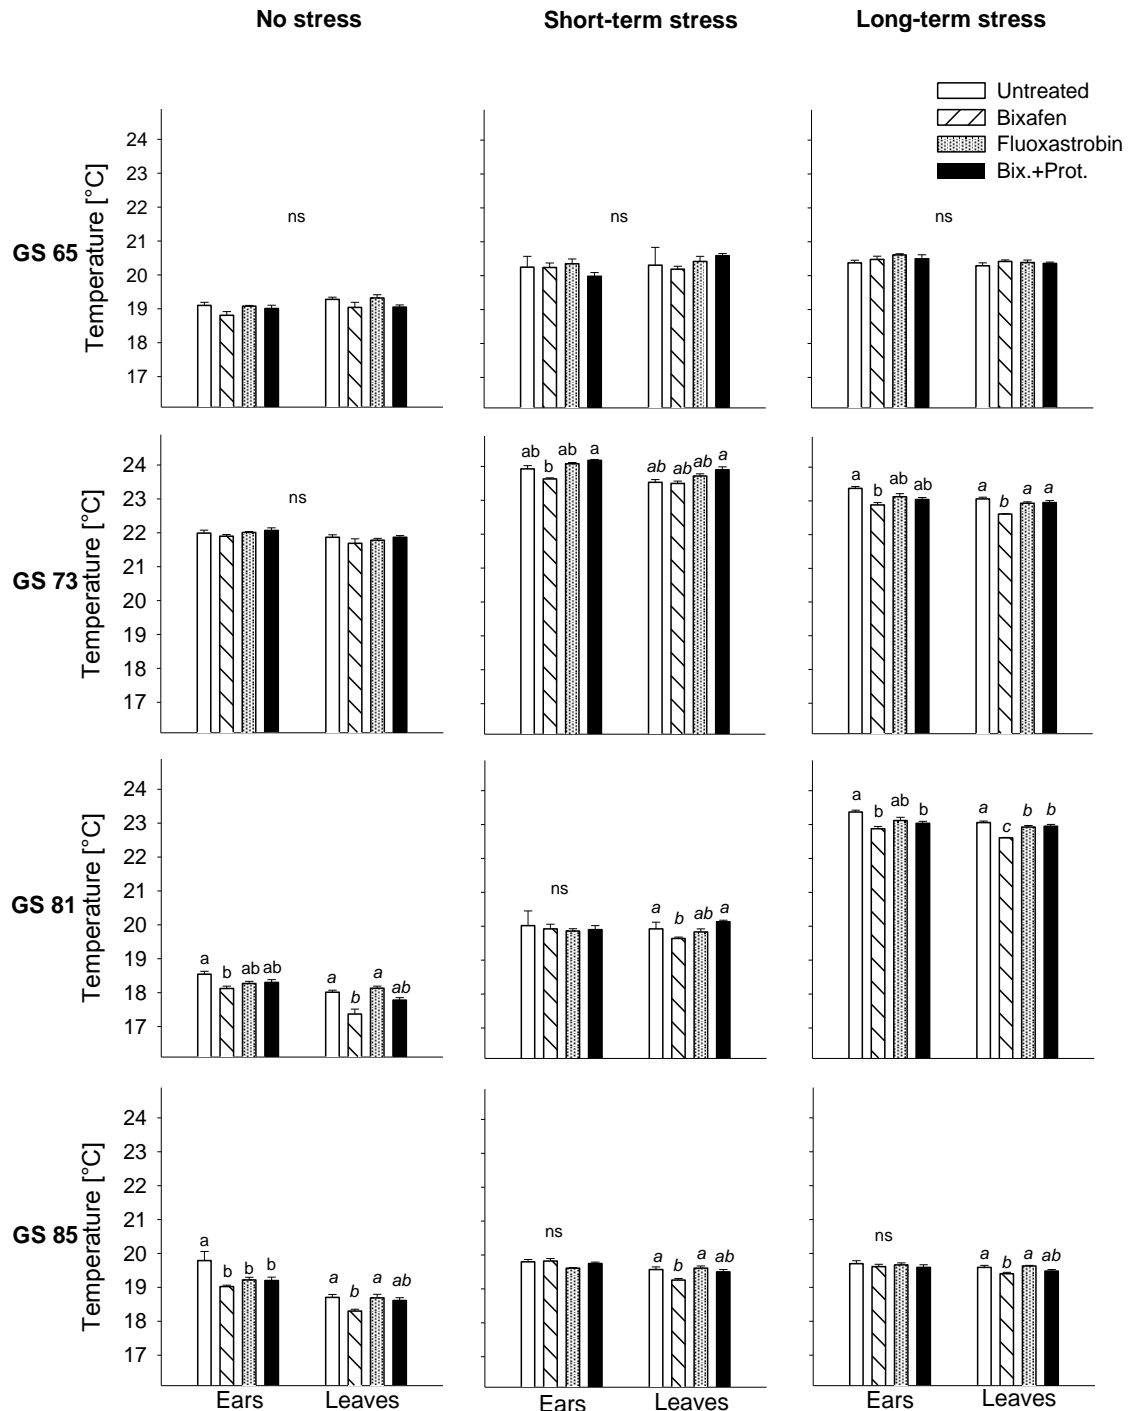 No stress Short-term stress Long-term stress
Untreated
Bixafen
Fluoxastrobin
Bix.+Prot.
GS 65
Temperature [°C]
24
23
22
21
20
19
18
17
ns
ns
ns
GS 73
Temperature [°C]
24
23
22
21
20
19
18
17
ns
ab b ab a ab ab ab a
a b ab ab a b a a
GS 81
Temperature [°C]
24
23
22
21
20
19
18
17
a b ab ab a b a ab
ns a b ab a
a b ab b a c b b
GS 85
Temperature [°C]
24
23
22
21
20
19
18
17
a b b b a b a ab
ns a b a ab
ns a b a ab
Ears Leaves Ears Leaves Ears Leaves